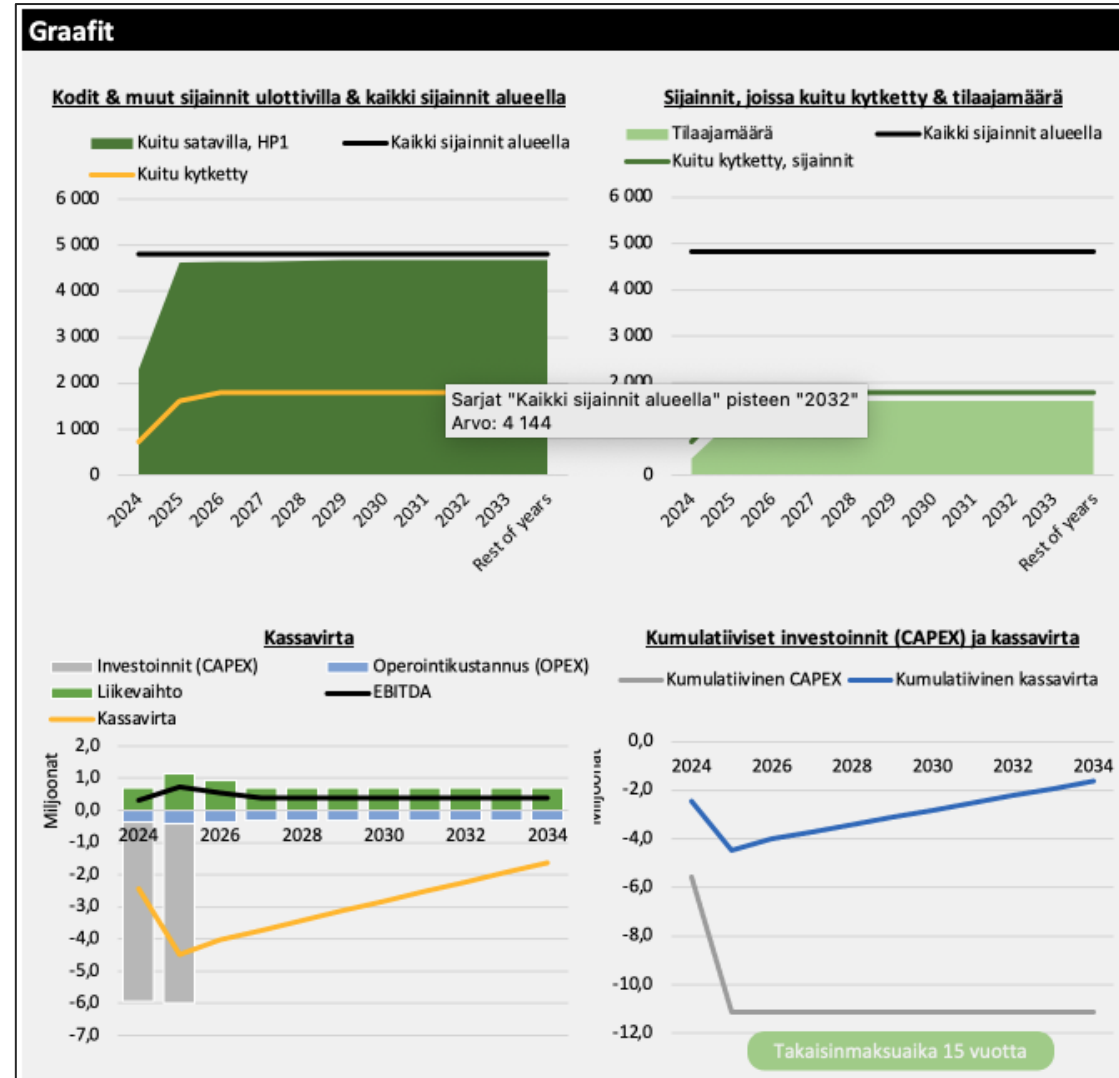 Graafit
Kodit & muut sijainnit ulottivilla & kaikki sijainnit alueella
Kuitu satavilla, HP1
Kaikki sijainnit alueella
Kuitu kytketty
6 000
5 000
4 000
3 000
2 000
1 000
0
2024
2025
2026
2027
2028
2029
2030
2031
2032
2033
Rest of years
Sijainnit, joissa kuitu kytketty & tilaajamäärä
Tilaajamäärä
Kaikki sijainnit alueella
Kuitu kytketty, sijainnit
6 000
5 000
4 000
3 000
2 000
0
2024
2025
2026
2027
2028
2029
2030
2031
2032
2033
Rest of years
Sarjat "Kaikki sijainnit alueella" pisteen "2032"
Arvo: 4 144
Kassavirta
Investoinnit (CAPEX)
Operointikustannus (OPEX)
Liikevaihto
EBITDA
Kassavirta
Miljoonat
2,0
1,0
0,0
-1,0
-2,0
-3,0
-4,0
-5,0
-6,0
-7,0
2024
2026
2028
2030
2032
2034
Kumulatiiviset investoinnit (CAPEX) ja kassavirta
Kumulatiivinen CAPEX
Kumulatiivinen kassavirta
Miljoonat
0,0
-2,0
-4,0
-6,0
-8,0
-10,0
-12,0
2024
2026
2028
2030
2032
2034
Takaisinmaksuaika 15 vuotta